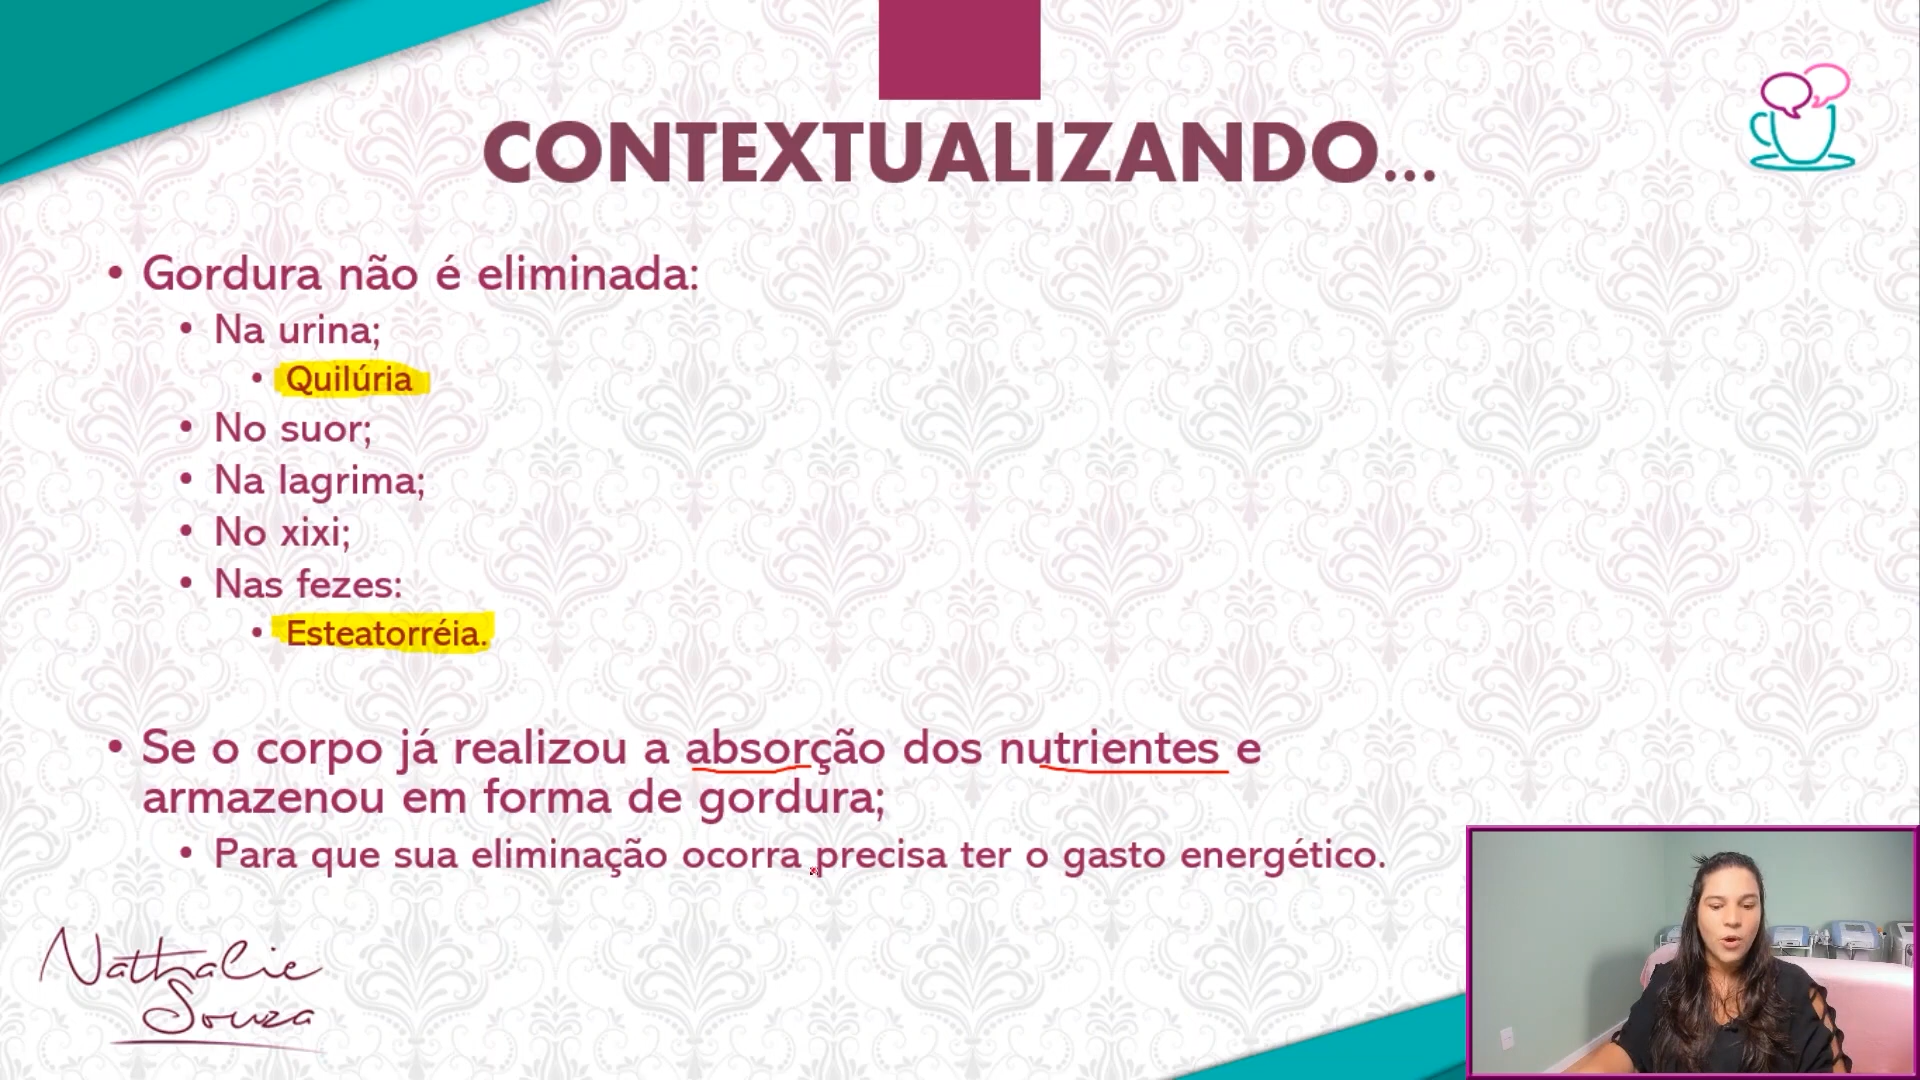 CONTEXTUALIZANDO...
• Gordura não é eliminada:
• Na urina;
• Quilúria
• No suor;
• Na lagrima;
• No xixi;
• Nas fezes:
• Esteatorréia.
• Se o corpo já realizou a absorção dos nutrientes e
armazenou em forma de gordura;
• Para que sua eliminação ocorra precisa ter o gasto energético.
Nathalie
Souza